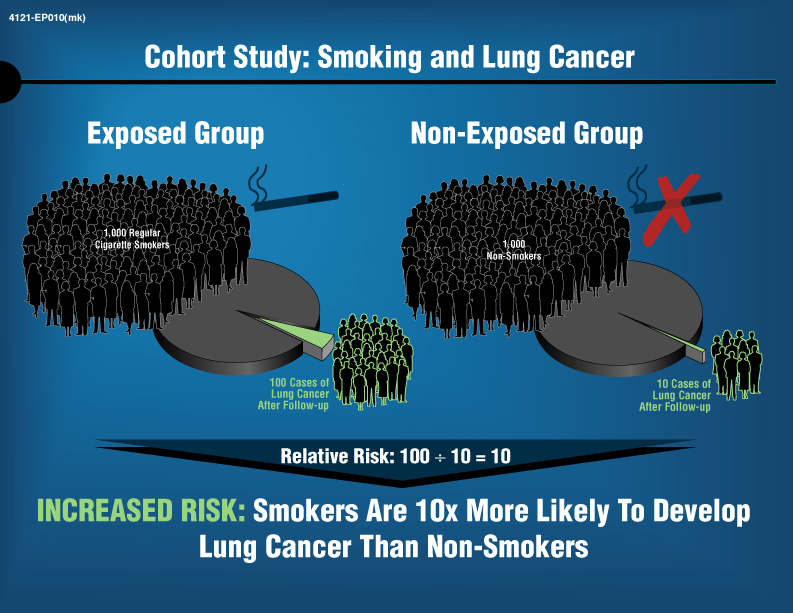 4121-EP010(mk)
Cohort Study: Smoking and Lung Cancer
Exposed Group
Non-Exposed Group
1,000 Regular
Cigarette Smokers
1,000
Non-Smokers
100 Cases of
Lung Cancer
After Follow-up
10 Cases of
Lung Cancer
After Follow-up
Relative Risk: 100 ÷ 10 = 10
INCREASED RISK: Smokers Are 10x More Likely To Develop
Lung Cancer Than Non-Smokers